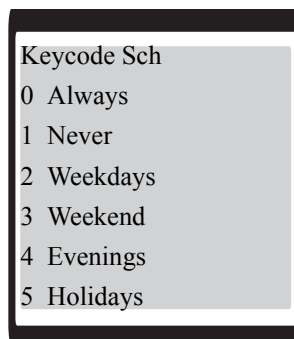 Keycode Sch
0 Always
1 Never
2 Weekdays
3 Weekend
4 Evenings
5 Holidays